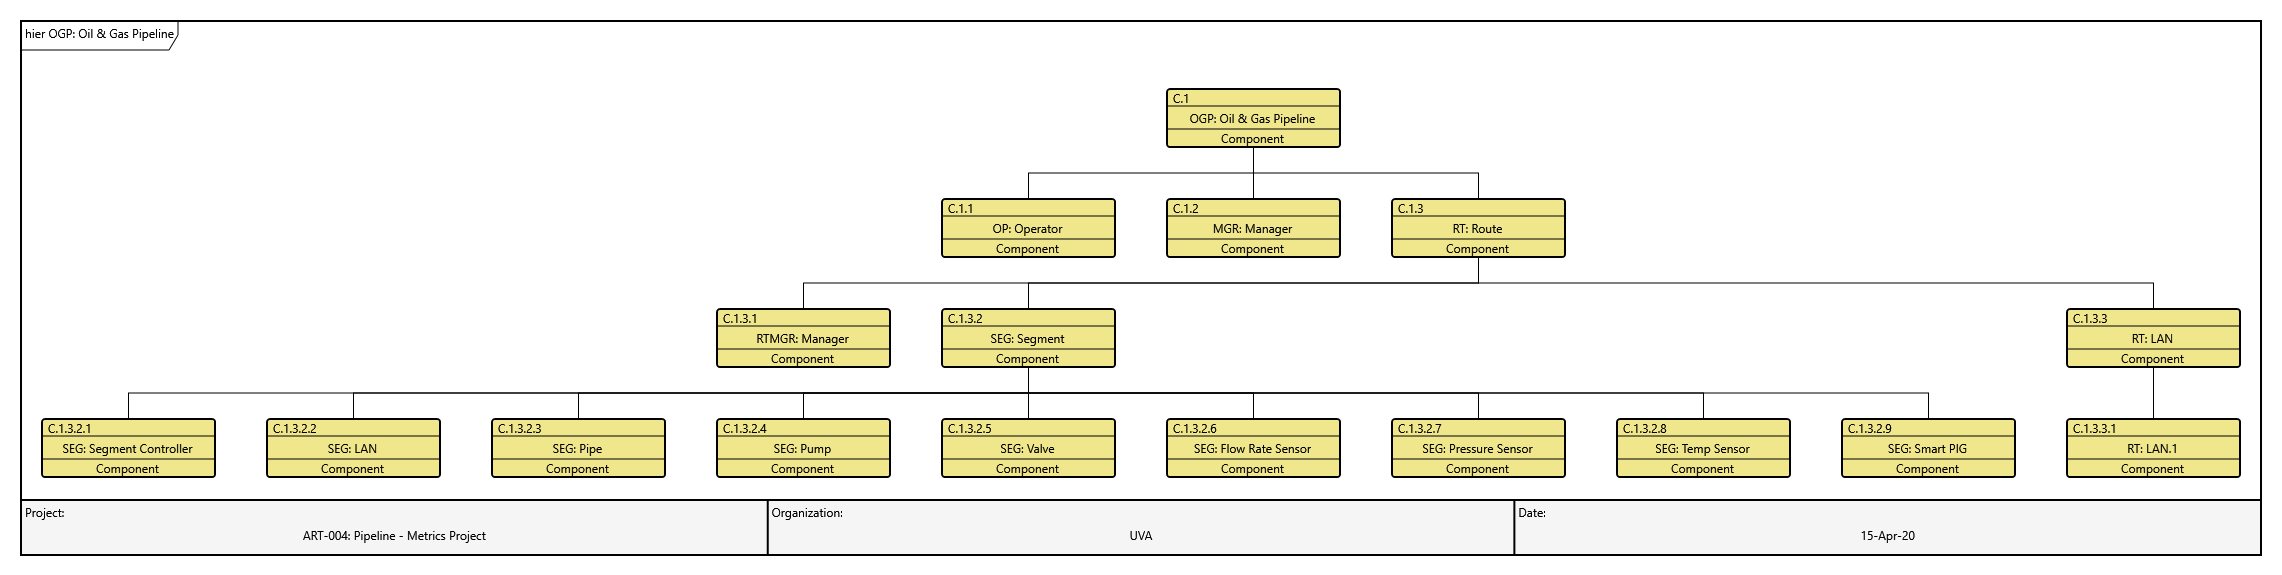 hier OGP: Oil & Gas Pipeline
C.1
OGP: Oil & Gas Pipeline
Component
C.1.1
OP: Operator
Component
C.1.2
MGR: Manager
Component
C.1.3
RT: Route
Component
C.1.3.1
RTMGR: Manager
Component
C.1.3.2
SEG: Segment
Component
C.1.3.3
RT: LAN
Component
C.1.3.2.1
SEG: Segment Controller
Component
C.1.3.2.2
SEG: LAN
Component
C.1.3.2.3
SEG: Pipe
Component
C.1.3.2.4
SEG: Pump
Component
C.1.3.2.5
SEG: Valve
Component
C.1.3.2.6
SEG: Flow Rate Sensor
Component
C.1.3.2.7
SEG: Pressure Sensor
Component
C.1.3.2.8
SEG: Temp Sensor
Component
C.1.3.2.9
SEG: Smart PIG
Component
C.1.3.3.1
RT: LAN.1
Component
Project:
ART-004: Pipeline - Metrics Project
Organization:
UVA
Date:
15-Apr-20